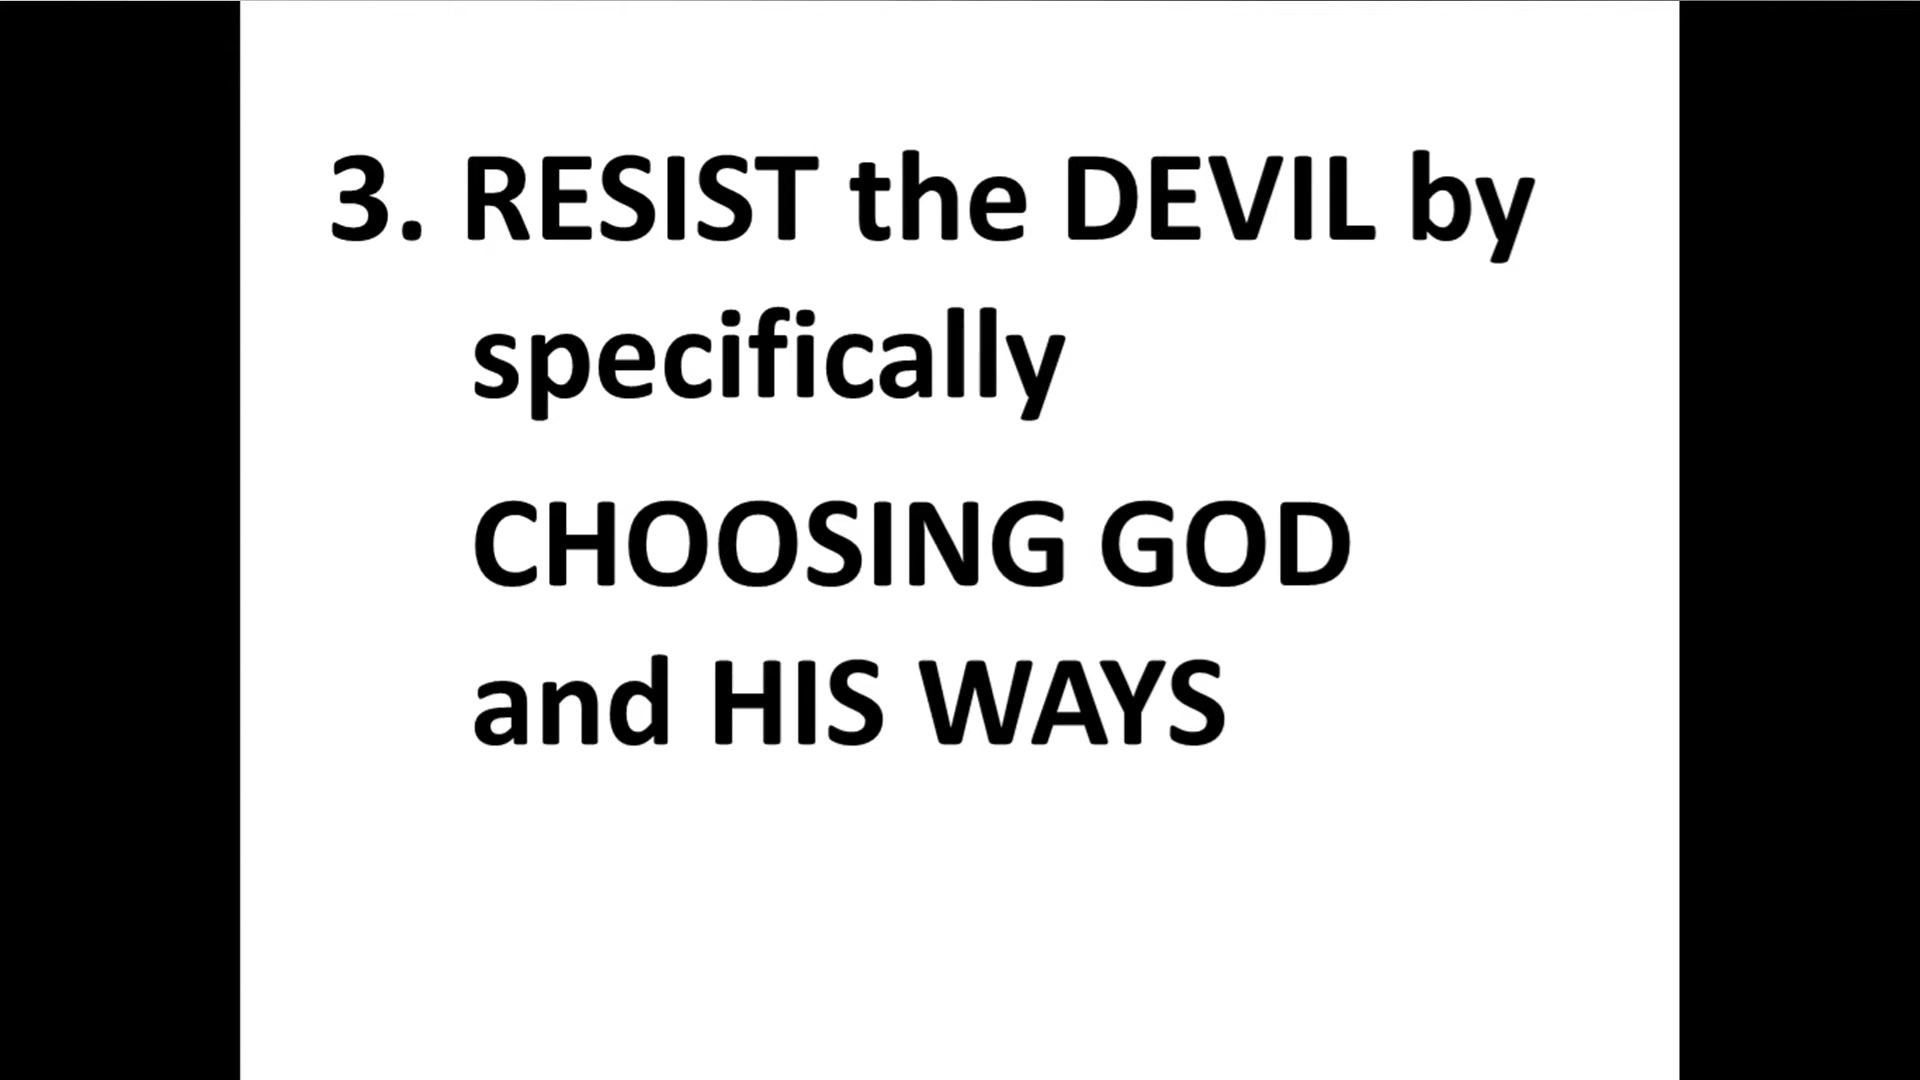 3. RESIST the DEVIL by
specifically
CHOOSING GOD
and HIS WAYS